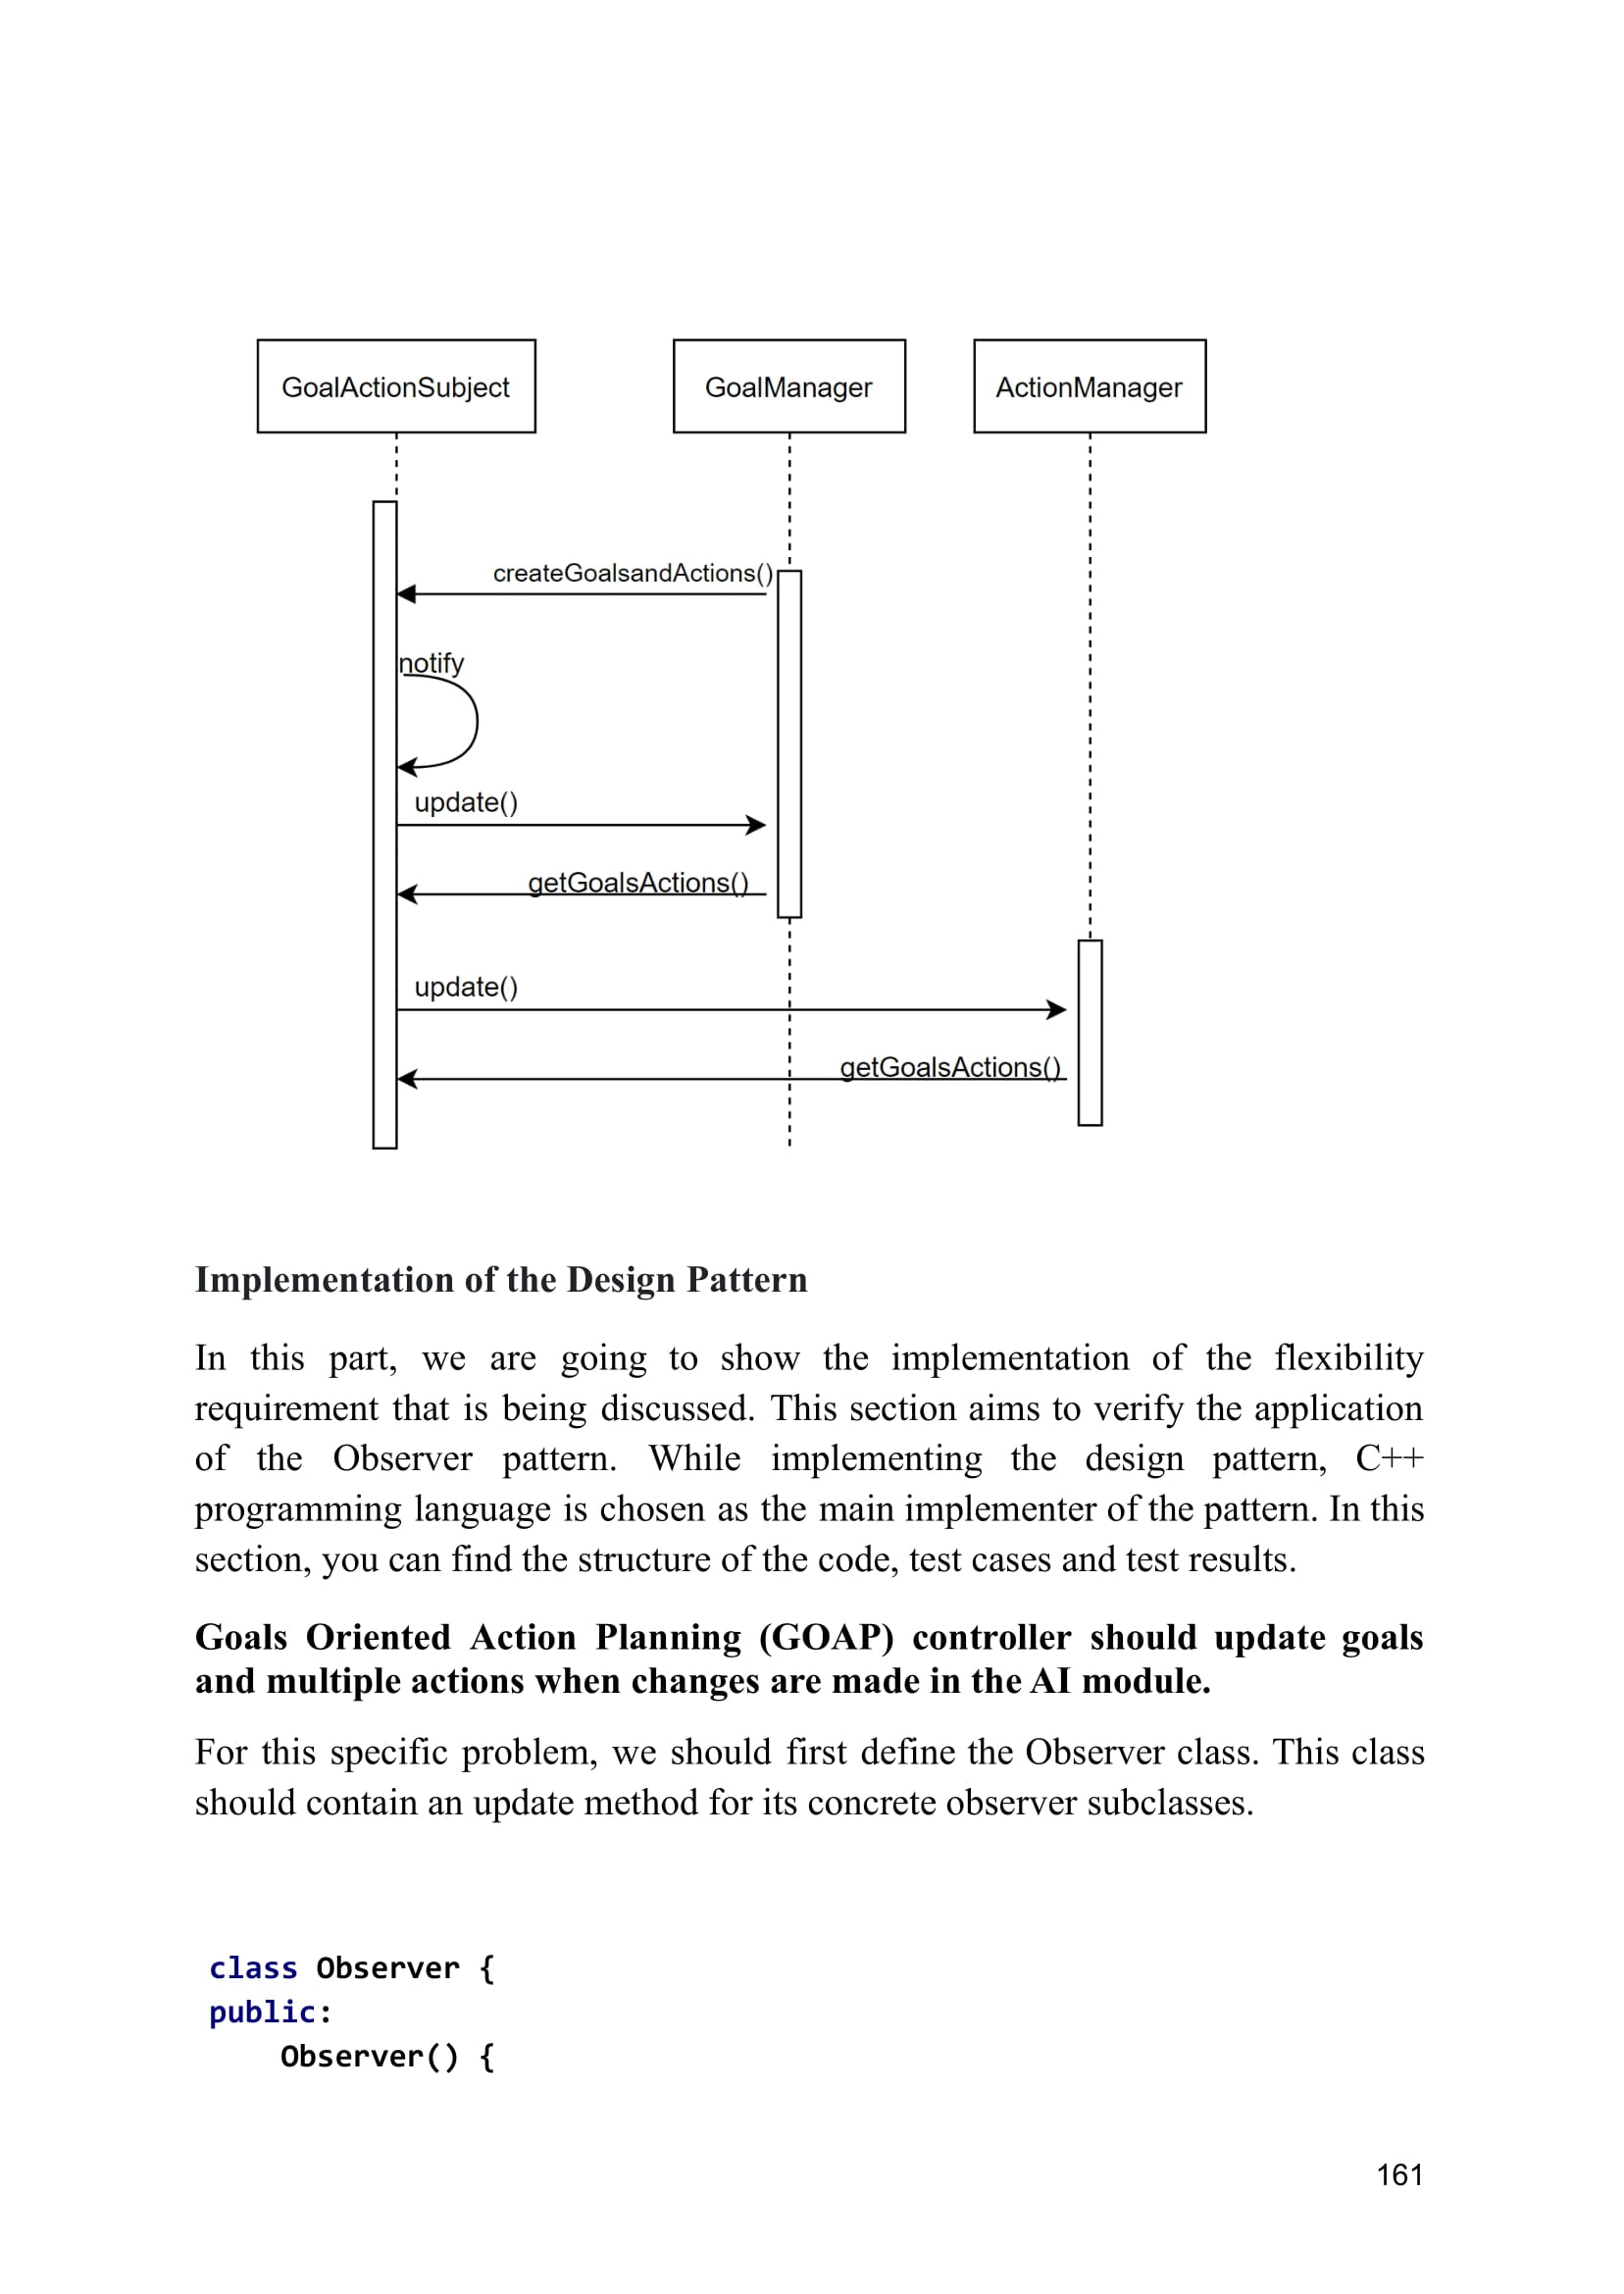 GoalActionSubject
GoalManager
ActionManager
createGoalsandActions()
notify
update()
getGoalsActions()
update()
getGoalsActions()
Implementation of the Design Pattern
In this part, we are going to show the implementation of the flexibility
requirement that is being discussed. This section aims to verify the application
of the Observer pattern. While implementing the design pattern, C++
programming language is chosen as the main implementer of the pattern. In this
section, you can find the structure of the code, test cases and test results.
Goals Oriented Action Planning (GOAP) controller should update goals
and multiple actions when changes are made in the AI module.
For this specific problem, we should first define the Observer class. This class
should contain an update method for its concrete observer subclasses.
class Observer {
public:
    Observer() {
161